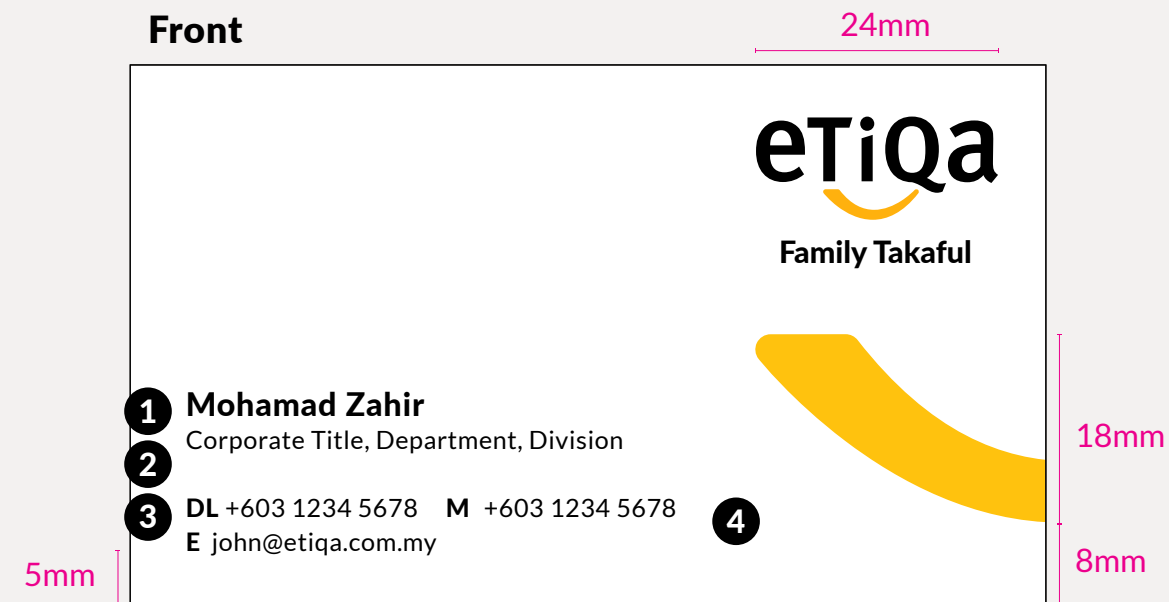 Front
24mm
eTiQa
Family Takaful
1 Mohamad Zahir
Corporate Title, Department, Division
2
18mm
3 DL +603 1234 5678 M +603 1234 5678
4
E john@etiqa.com.my
5mm
8mm